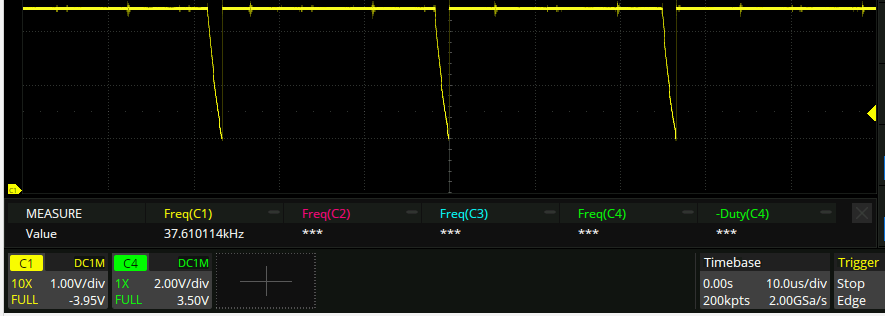 C1
MEASURE Freq(C1) Freq(C2) Freq(C3) Freq(C4) -Duty(C4)
Value 37.610114kHz *** *** *** ***
C1 DC1M C4 DC1M Timebase Trigger
10X 1.00V/div 1X 2.00V/div 0.00s 10.0us/div Stop
FULL -3.95V FULL 3.50V 200kpts 2.00GSa/s Edge